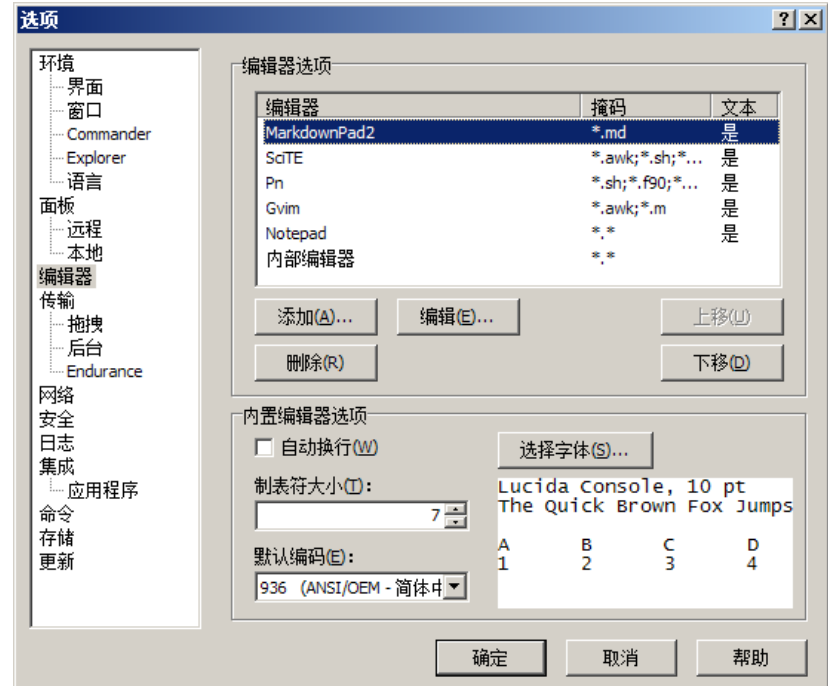 选项
环境
界面
窗口
Commander
Explorer
语言
面板
远程
本地
编辑器
传输
拖拽
后台
Endurance
网络
安全
日志
集成
应用程序
命令
存储
更新
编辑器选项
编辑器 掩码 文本
MarkdownPad2 *.md 是
SciTE *.awk;*.sh;*... 是
Pn *.sh;*.f90;*... 是
Gvim *.awk;*.m 是
Notepad *.* 是
内部编辑器 *.*
添加(A)... 编辑(E)... 上移(U)
删除(R) 下移(D)
内置编辑器选项
自动换行(W) 选择字体(S)...
制表符大小(T):
7
默认编码(E):
936 (ANSI/OEM - 简体中
Lucida Console, 10 pt
The Quick Brown Fox Jumps
A B C D
1 2 3 4
确定 取消 帮助